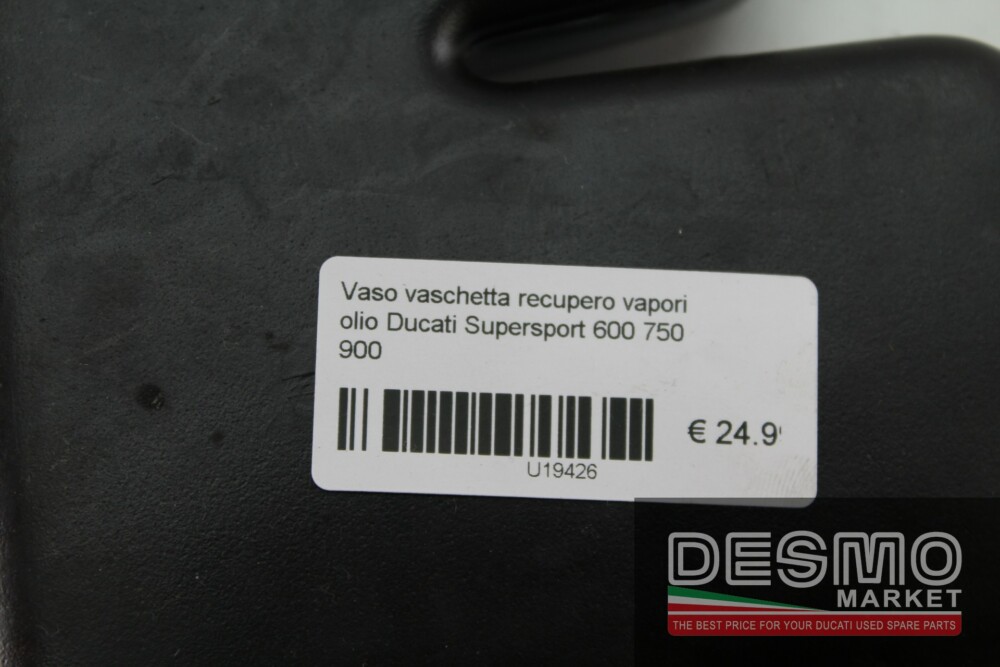 Vaso vaschetta recupero vapori
olio Ducati Supersport 600 750
900
€ 24.9
U19426
DESMO
MARKET
THE BEST PRICE FOR YOUR DUCATI USED SPARE PARTS